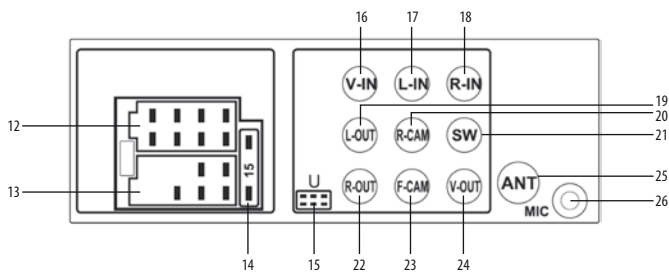 16 17 18
V-IN L-IN R-IN
19
20
12 L-OUT R-CAM SW 21
15
13 U R-OUT F-CAM V-OUT ANT 25
MIC 26
14 15 22 23 24